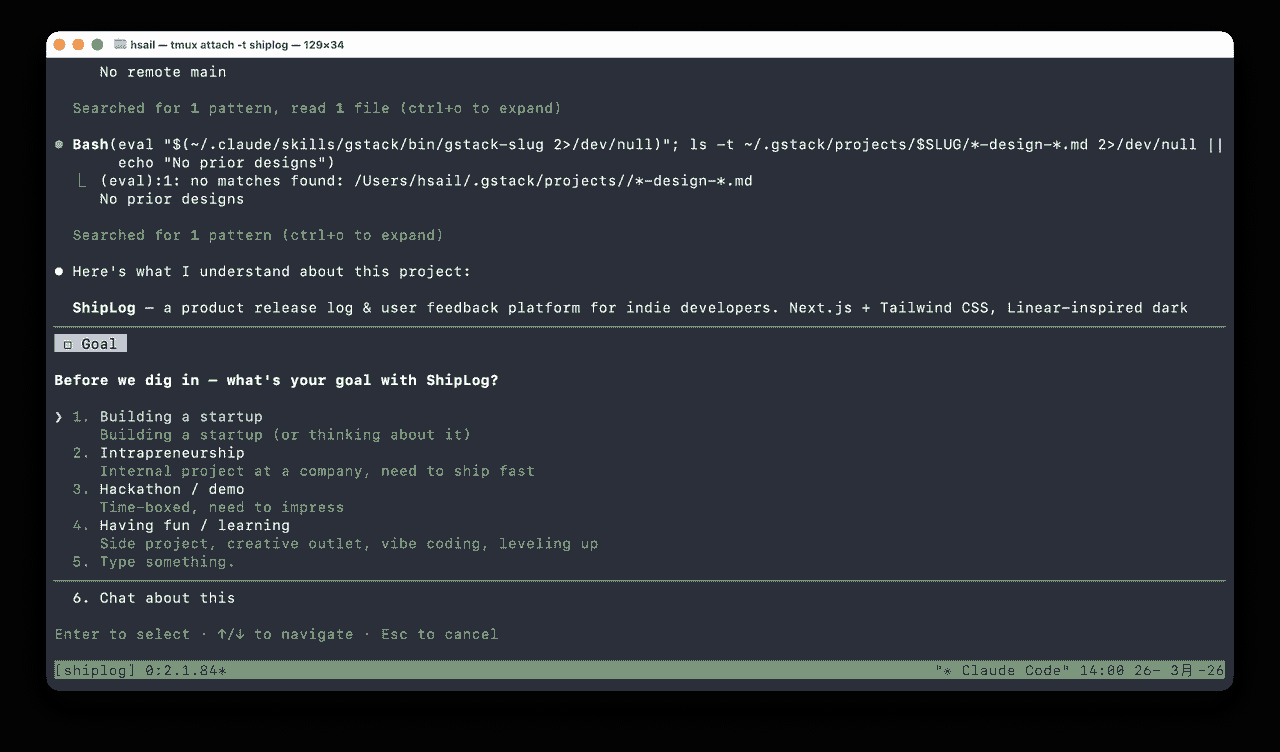 hsail — tmux attach -t shiplog — 129×34
No remote main
Searched for 1 pattern, read 1 file (ctrl+o to expand)
Bash(eval "$(~/.claude/skills/gstack/bin/gstack-slug 2>/dev/null)"; ls -t ~/.gstack/projects/$SLUG/*-design-*.md 2>/dev/null ||
echo "No prior designs")
⎿ (eval):1: no matches found: /Users/hsail/.gstack/projects//*-design-*.md
No prior designs
Searched for 1 pattern (ctrl+o to expand)
● Here's what I understand about this project:
ShipLog — a product release log & user feedback platform for indie developers. Next.js + Tailwind CSS, Linear-inspired dark
□ Goal
Before we dig in — what's your goal with ShipLog?
❯ 1. Building a startup
Building a startup (or thinking about it)
2. Intrapreneurship
Internal project at a company, need to ship fast
3. Hackathon / demo
Time-boxed, need to impress
4. Having fun / learning
Side project, creative outlet, vibe coding, leveling up
5. Type something.
6. Chat about this
Enter to select · ↑/↓ to navigate · Esc to cancel
[shiplog] 0:2.1.84* "✳ Claude Code" 14:00 26- 3月-26